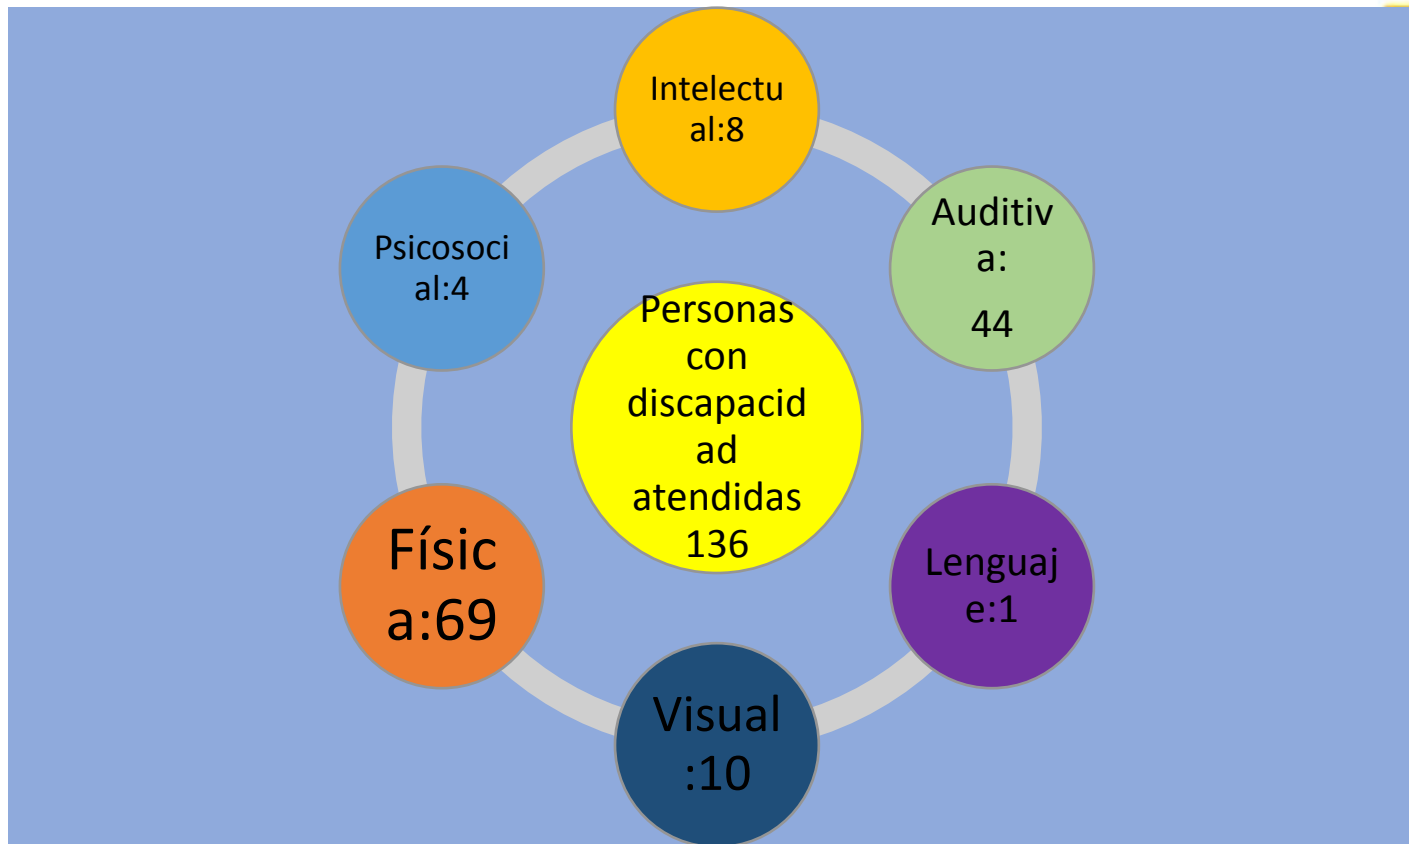 Intelectu
al:8
Auditiv
a:
44
Lenguaj
e:1
Visual
:10
Físic
a:69
Psicosoci
al:4
Personas
con
discapacid
ad
atendidas
136